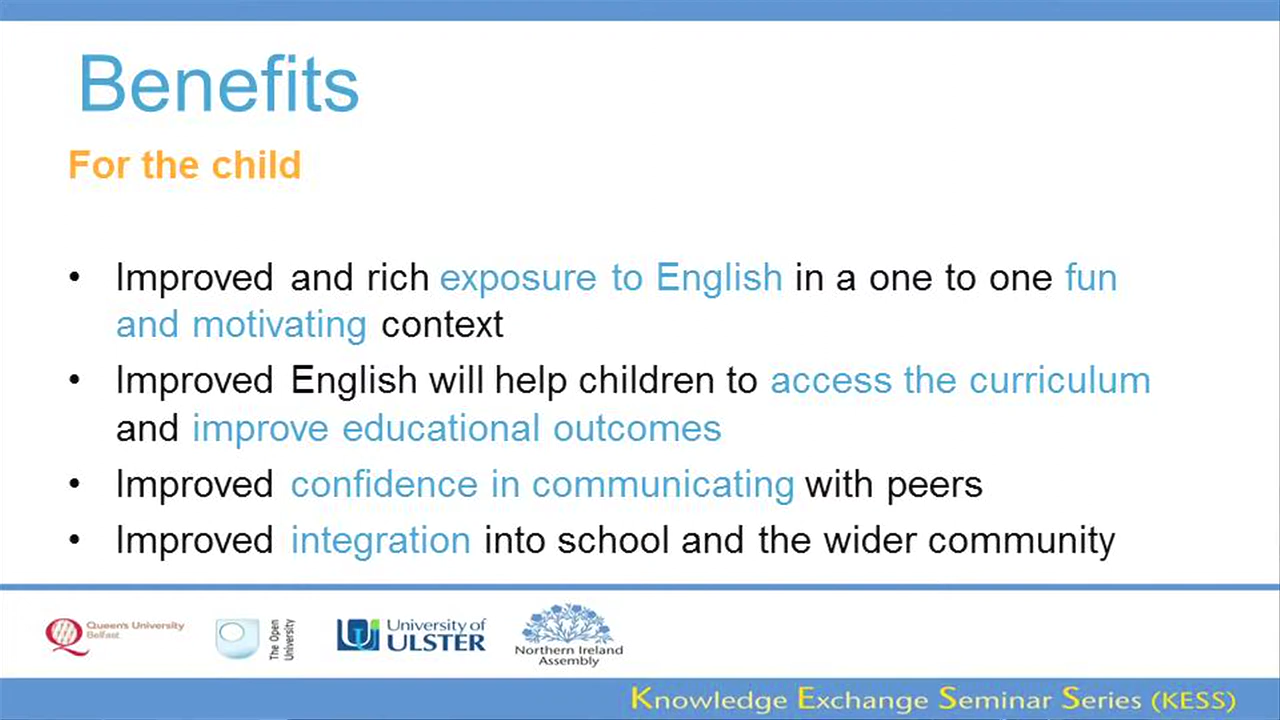 Benefits
For the child
• Improved and rich exposure to English in a one to one fun
and motivating context
• Improved English will help children to access the curriculum
and improve educational outcomes
• Improved confidence in communicating with peers
• Improved integration into school and the wider community
Queen's University
Belfast
The Open
University
University of
ULSTER
Northern Ireland
Assembly
Knowledge Exchange Seminar Series (KESS)